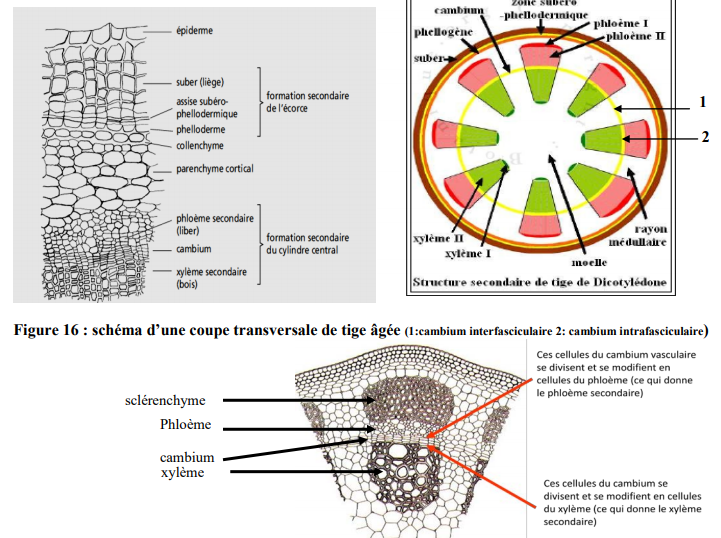 épiderme
suber (liège)
assise subéro-
phellodermique
phelloderme
collenchyme
parenchyme cortical
phloème secondaire
(liber)
cambium
xylème secondaire
(bois)
formation secondaire
de l'écorce
formation secondaire
du cylindre central
zone subéro
-phellodermique
cambium
phellogène
suber
phloème I
phloème II
1
2
rayon
médullaire
xylème II
xylème I
moelle
Structure secondaire de tige de Dicotylédone
Figure 16 : schéma d'une coupe transversale de tige âgée (1:cambium interfasciculaire 2: cambium intrafasciculaire)
sclérenchyme
Phloème
cambium
xylème
Ces cellules du cambium vasculaire
se divisent et se modifient en
cellules du phloème (ce qui donne
le phloème secondaire)
Ces cellules du cambium se
divisent et se modifient en cellules
du xylème (ce qui donne le xylème
secondaire)